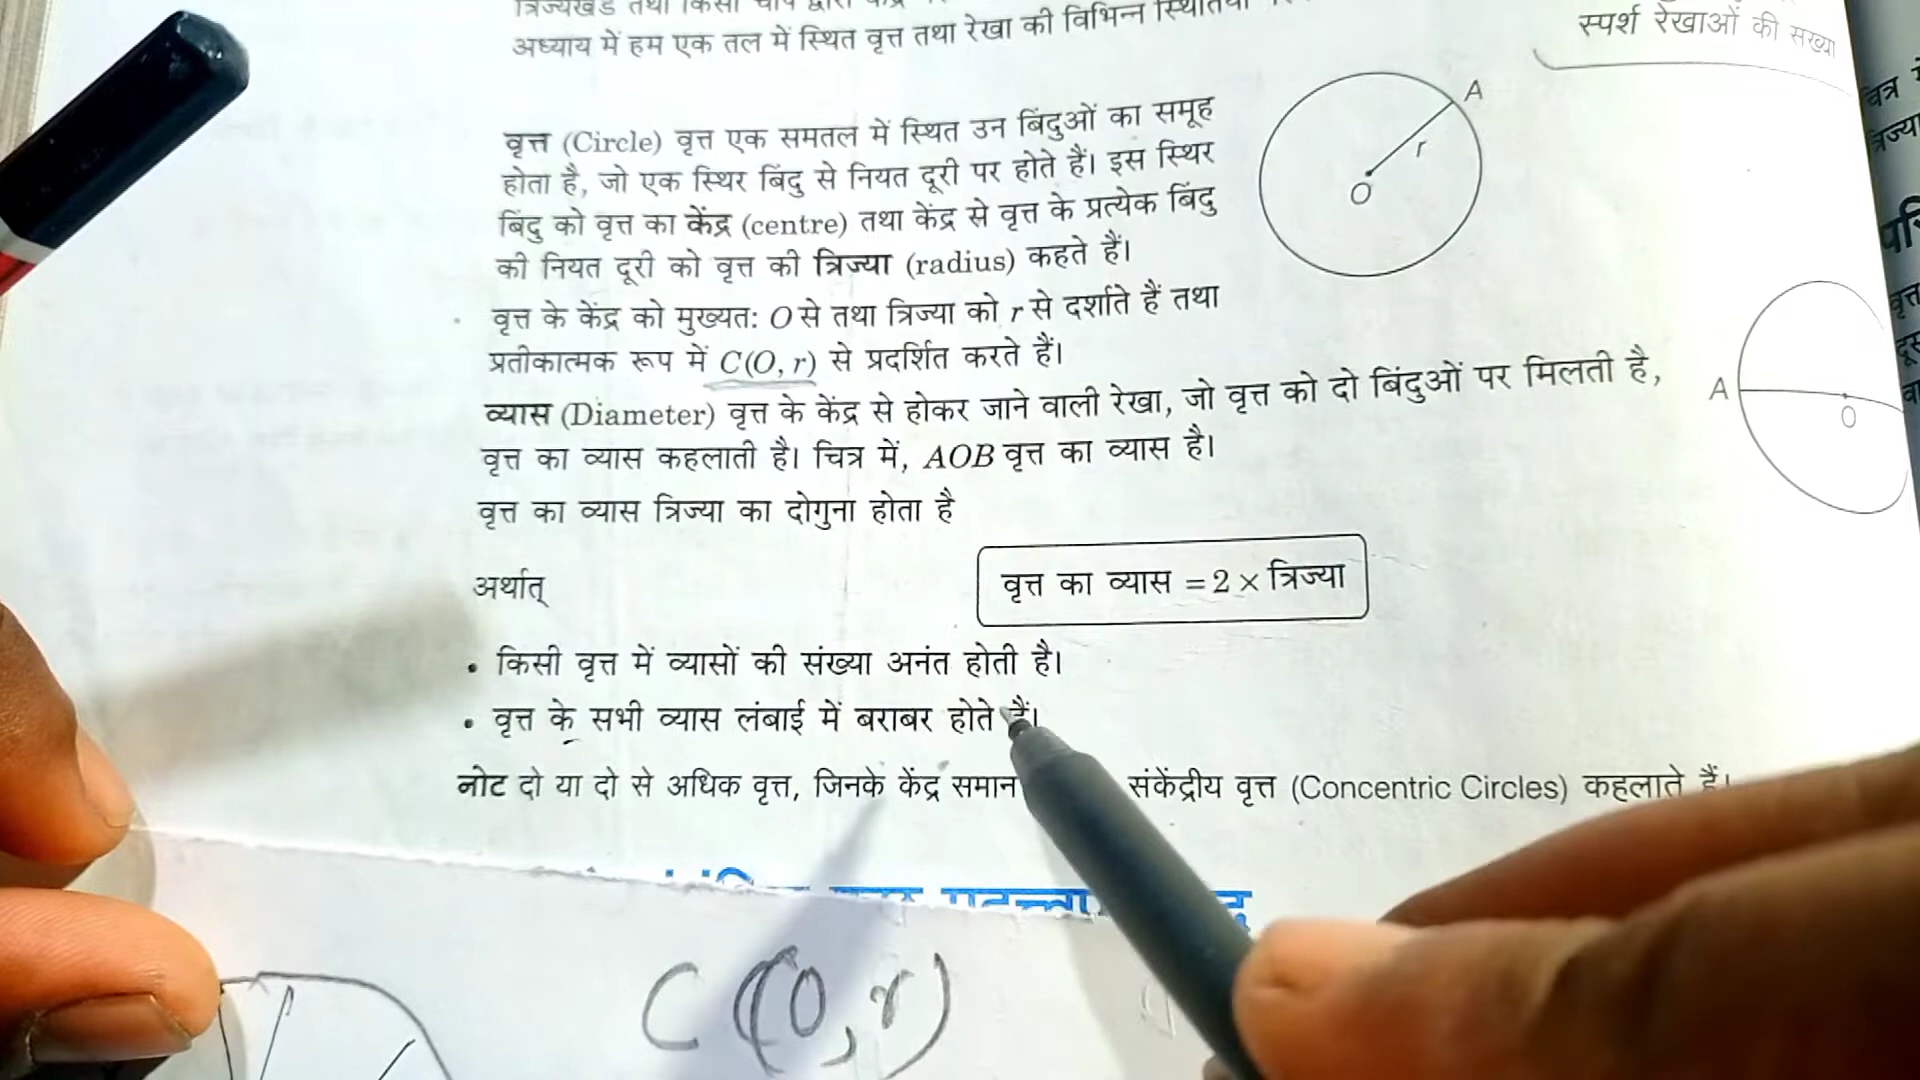 अध्याय में हम एक तल में स्थित वृत्त तथा रेखा की विभिन्न
स्पर्श रेखाओं की संख्या
वृत्त (Circle) वृत्त एक समतल में स्थित उन बिंदुओं का समूह
होता है, जो एक स्थिर बिंदु से नियत दूरी पर होते हैं। इस स्थिर
बिंदु को वृत्त का केंद्र (centre) तथा केंद्र से वृत्त के प्रत्येक बिंदु
की नियत दूरी को वृत्त की त्रिज्या (radius) कहते हैं।
A
r
O
वृत्त के केंद्र को मुख्यतः O से तथा त्रिज्या को r से दर्शाते हैं तथा
प्रतीकात्मक रूप में C(O, r) से प्रदर्शित करते हैं।
व्यास (Diameter) वृत्त के केंद्र से होकर जाने वाली रेखा, जो वृत्त को दो बिंदुओं पर मिलती है,
वृत्त का व्यास कहलाती है। चित्र में, AOB वृत्त का व्यास है।
A
O
वृत्त का व्यास त्रिज्या का दोगुना होता है
अर्थात्
वृत्त का व्यास = 2 × त्रिज्या
• किसी वृत्त में व्यासों की संख्या अनंत होती है।
• वृत्त के सभी व्यास लंबाई में बराबर होते हैं।
नोट दो या दो से अधिक वृत्त, जिनके केंद्र समान संकेंद्रीय वृत्त (Concentric Circles) कहलाते हैं।
C(O,r)